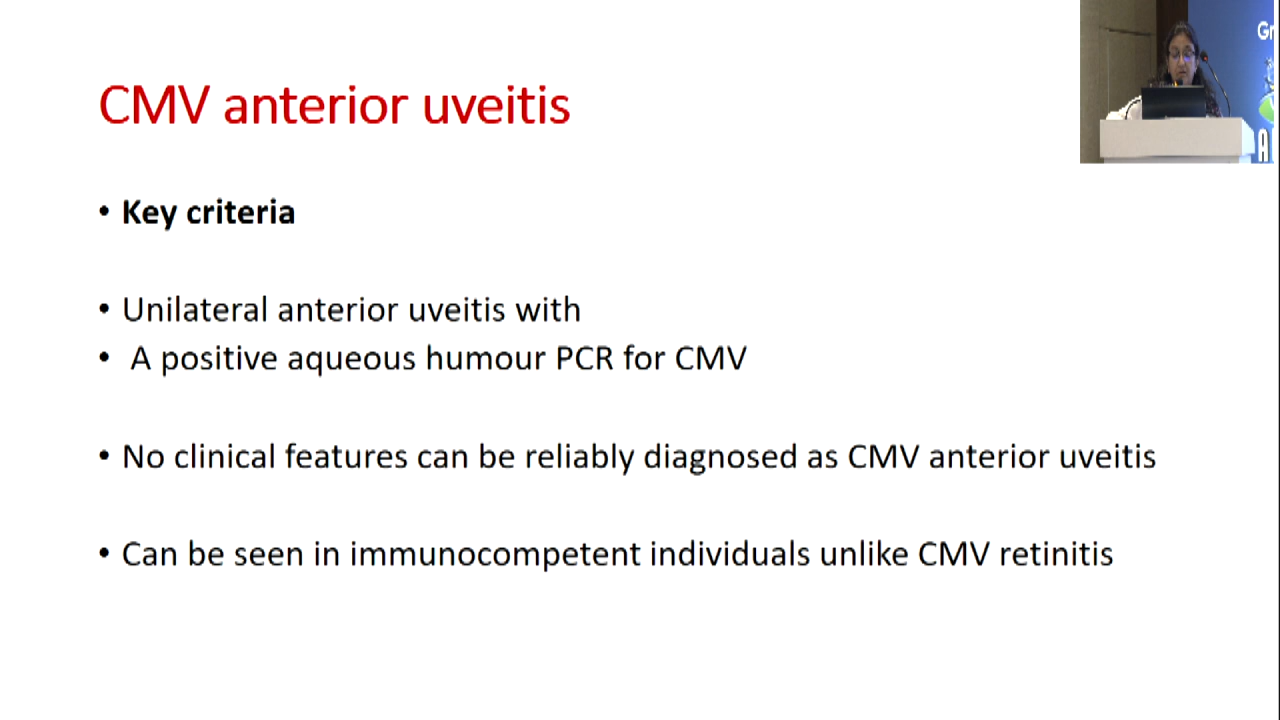 CMV anterior uveitis
• Key criteria
• Unilateral anterior uveitis with
• A positive aqueous humour PCR for CMV
• No clinical features can be reliably diagnosed as CMV anterior uveitis
• Can be seen in immunocompetent individuals unlike CMV retinitis